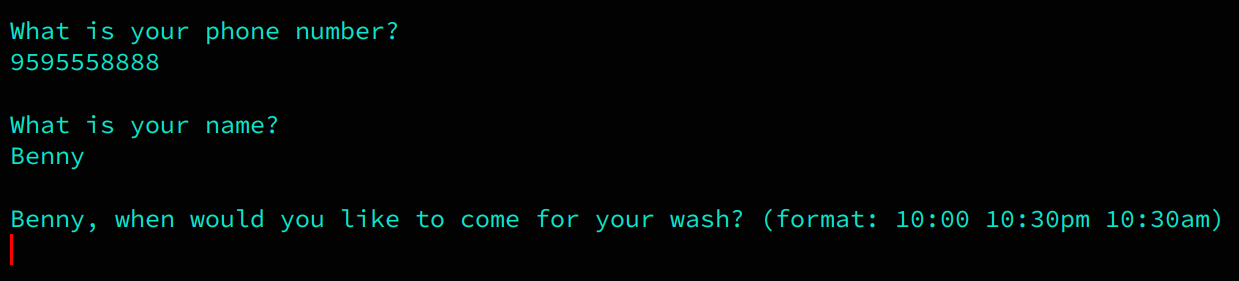 What is your phone number?
9595558888
What is your name?
Benny
Benny, when would you like to come for your wash? (format: 10:00 10:30pm 10:30am)